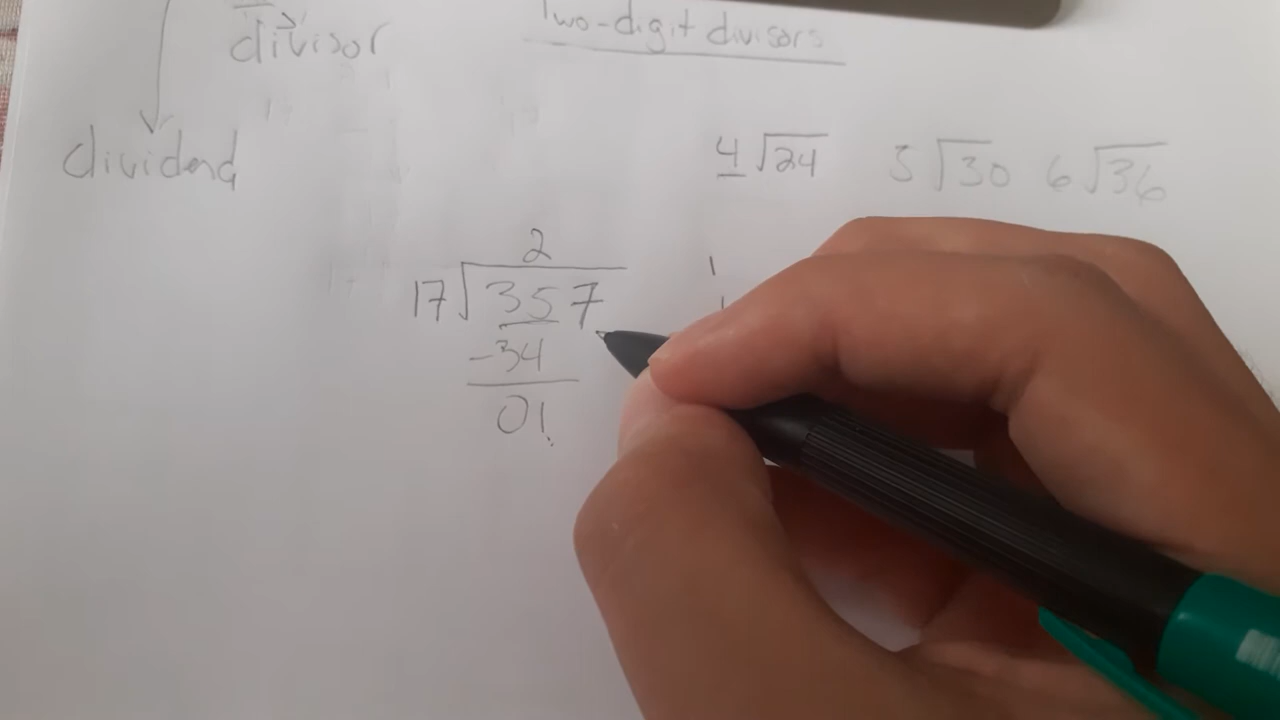 divisor
Two-digit divisors
dividend
4√24 5√30 6√36
2
17√357
-34
01